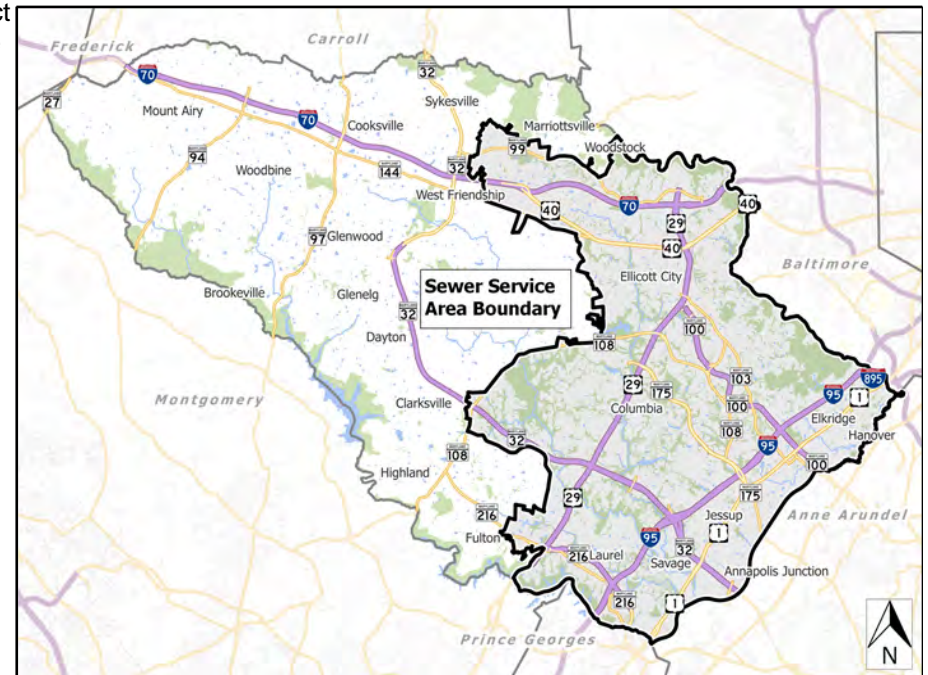 ct
Frederick
Carroll
70
32
27
Mount Airy
70
Cooksville
Sykesville
Marriottsville
99
Woodstock
94
Woodbine
144
32
West Friendship
40
70
29
40
40
97
Glenwood
Ellicott City
Baltimore
Brookeville
Glenelg
Sewer Service
Area Boundary
32
Dayton
108
100
Montgomery
Clarksville
29
Columbia
175
103
100
108
95
895
1
Elkridge
Hanover
32
108
95
100
Highland
29
175
216
Fulton
Jessup
1
Anne Arundel
95
216
Laurel
32
Savage
Annapolis Junction
216
1
Prince Georges
N